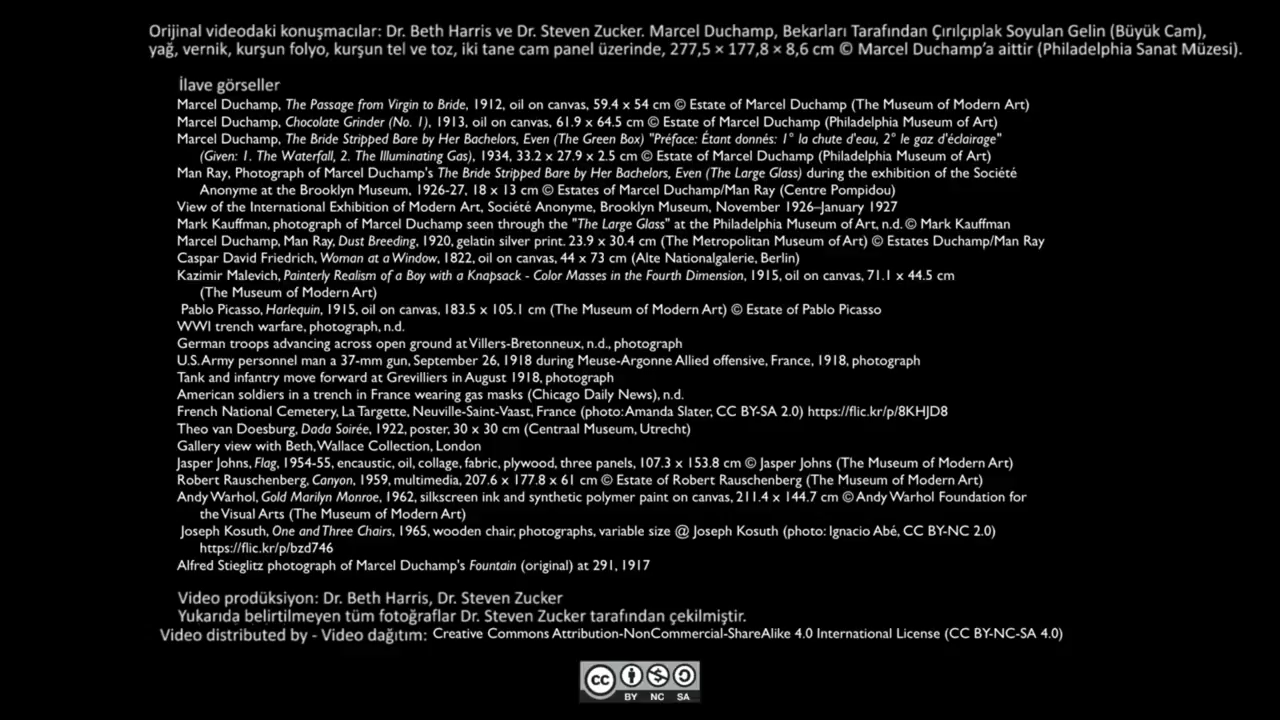 Orijinal videodaki konuşmacılar: Dr. Beth Harris ve Dr. Steven Zucker. Marcel Duchamp, Bekarları Tarafından Çırılçıplak Soyulan Gelin (Büyük Cam),
yağ, vernik, kurşun folyo, kurşun tel ve toz, iki tane cam panel üzerinde, 277,5 × 177,8 × 8,6 cm © Marcel Duchamp’a aittir (Philadelphia Sanat Müzesi).
İlave görseller
Marcel Duchamp, The Passage from Virgin to Bride, 1912, oil on canvas, 59.4 x 54 cm © Estate of Marcel Duchamp (The Museum of Modern Art)
Marcel Duchamp, Chocolate Grinder (No. 1), 1913, oil on canvas, 61.9 x 64.5 cm © Estate of Marcel Duchamp (Philadelphia Museum of Art)
Marcel Duchamp, The Bride Stripped Bare by Her Bachelors, Even (The Green Box) "Préface: Étant donnés: 1° la chute d'eau, 2° le gaz d'éclairage"
(Given: 1. The Waterfall, 2. The Illuminating Gas), 1934, 33.2 x 27.9 x 2.5 cm © Estate of Marcel Duchamp (Philadelphia Museum of Art)
Man Ray, Photograph of Marcel Duchamp's The Bride Stripped Bare by Her Bachelors, Even (The Large Glass) during the exhibition of the Société
Anonyme at the Brooklyn Museum, 1926-27, 18 x 13 cm © Estates of Marcel Duchamp/Man Ray (Centre Pompidou)
View of the International Exhibition of Modern Art, Société Anonyme, Brooklyn Museum, November 1926–January 1927
Mark Kauffman, photograph of Marcel Duchamp seen through the "The Large Glass" at the Philadelphia Museum of Art, n.d. © Mark Kauffman
Marcel Duchamp, Man Ray, Dust Breeding, 1920, gelatin silver print. 23.9 x 30.4 cm (The Metropolitan Museum of Art) © Estates Duchamp/Man Ray
Caspar David Friedrich, Woman at a Window, 1822, oil on canvas, 44 x 73 cm (Alte Nationalgalerie, Berlin)
Kazimir Malevich, Painterly Realism of a Boy with a Knapsack - Color Masses in the Fourth Dimension, 1915, oil on canvas, 71.1 x 44.5 cm
(The Museum of Modern Art)
Pablo Picasso, Harlequin, 1915, oil on canvas, 183.5 x 105.1 cm (The Museum of Modern Art) © Estate of Pablo Picasso
WWI trench warfare, photograph, n.d.
German troops advancing across open ground at Villers-Bretonneux, n.d., photograph
U.S. Army personnel man a 37-mm gun, September 26, 1918 during Meuse-Argonne Allied offensive, France, 1918, photograph
Tank and infantry move forward at Grevilliers in August 1918, photograph
American soldiers in a trench in France wearing gas masks (Chicago Daily News), n.d.
French National Cemetery, La Targette, Neuville-Saint-Vaast, France (photo: Amanda Slater, CC BY-SA 2.0) https://flic.kr/p/8KHJD8
Theo van Doesburg, Dada Soirée, 1922, poster, 30 x 30 cm (Centraal Museum, Utrecht)
Gallery view with Beth, Wallace Collection, London
Jasper Johns, Flag, 1954-55, encaustic, oil, collage, fabric, plywood, three panels, 107.3 x 153.8 cm © Jasper Johns (The Museum of Modern Art)
Robert Rauschenberg, Canyon, 1959, multimedia, 207.6 x 177.8 x 61 cm © Estate of Robert Rauschenberg (The Museum of Modern Art)
Andy Warhol, Gold Marilyn Monroe, 1962, silkscreen ink and synthetic polymer paint on canvas, 211.4 x 144.7 cm © Andy Warhol Foundation for
the Visual Arts (The Museum of Modern Art)
Joseph Kosuth, One and Three Chairs, 1965, wooden chair, photographs, variable size @ Joseph Kosuth (photo: Ignacio Abé, CC BY-NC 2.0)
https://flic.kr/p/bzd746
Alfred Stieglitz photograph of Marcel Duchamp's Fountain (original) at 291, 1917
Video prodüksiyon: Dr. Beth Harris, Dr. Steven Zucker
Yukarıda belirtilmeyen tüm fotoğraflar Dr. Steven Zucker tarafından çekilmiştir.
Video distributed by - Video dağıtım: Creative Commons Attribution-NonCommercial-ShareAlike 4.0 International License (CC BY-NC-SA 4.0)
cc BY NC SA